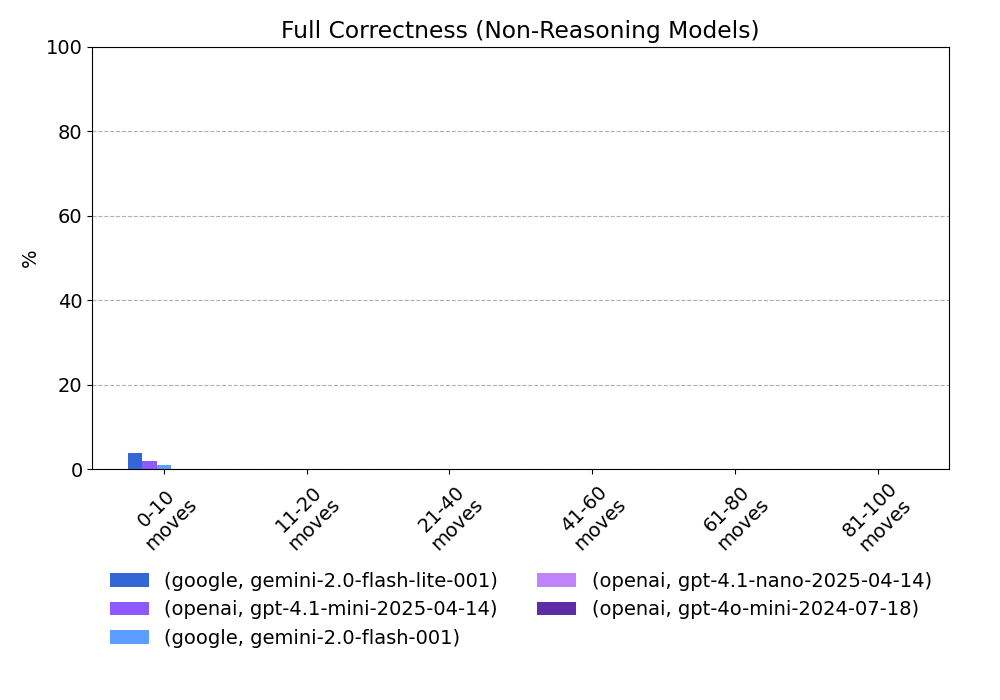 Full Correctness (Non-Reasoning Models)
100
80
60
40
20
0
%
0-10
moves
11-20
moves
21-40
moves
41-60
moves
61-80
moves
81-100
moves
(google, gemini-2.0-flash-lite-001)
(openai, gpt-4.1-mini-2025-04-14)
(google, gemini-2.0-flash-001)
(openai, gpt-4.1-nano-2025-04-14)
(openai, gpt-4o-mini-2024-07-18)